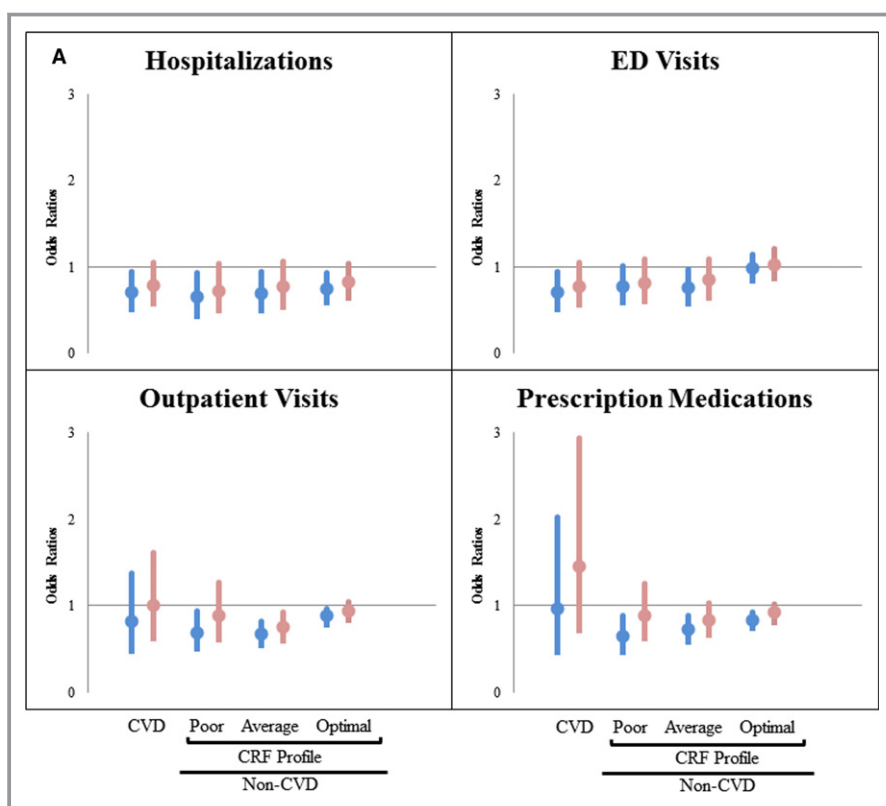 A
Hospitalizations
3
2
1
0
Odds Ratios
ED Visits
3
2
1
0
Odds Ratios
Outpatient Visits
3
2
1
0
Odds Ratios
Prescription Medications
3
2
1
0
Odds Ratios
CVD Poor Average Optimal
CRF Profile
Non-CVD
CVD Poor Average Optimal
CRF Profile
Non-CVD